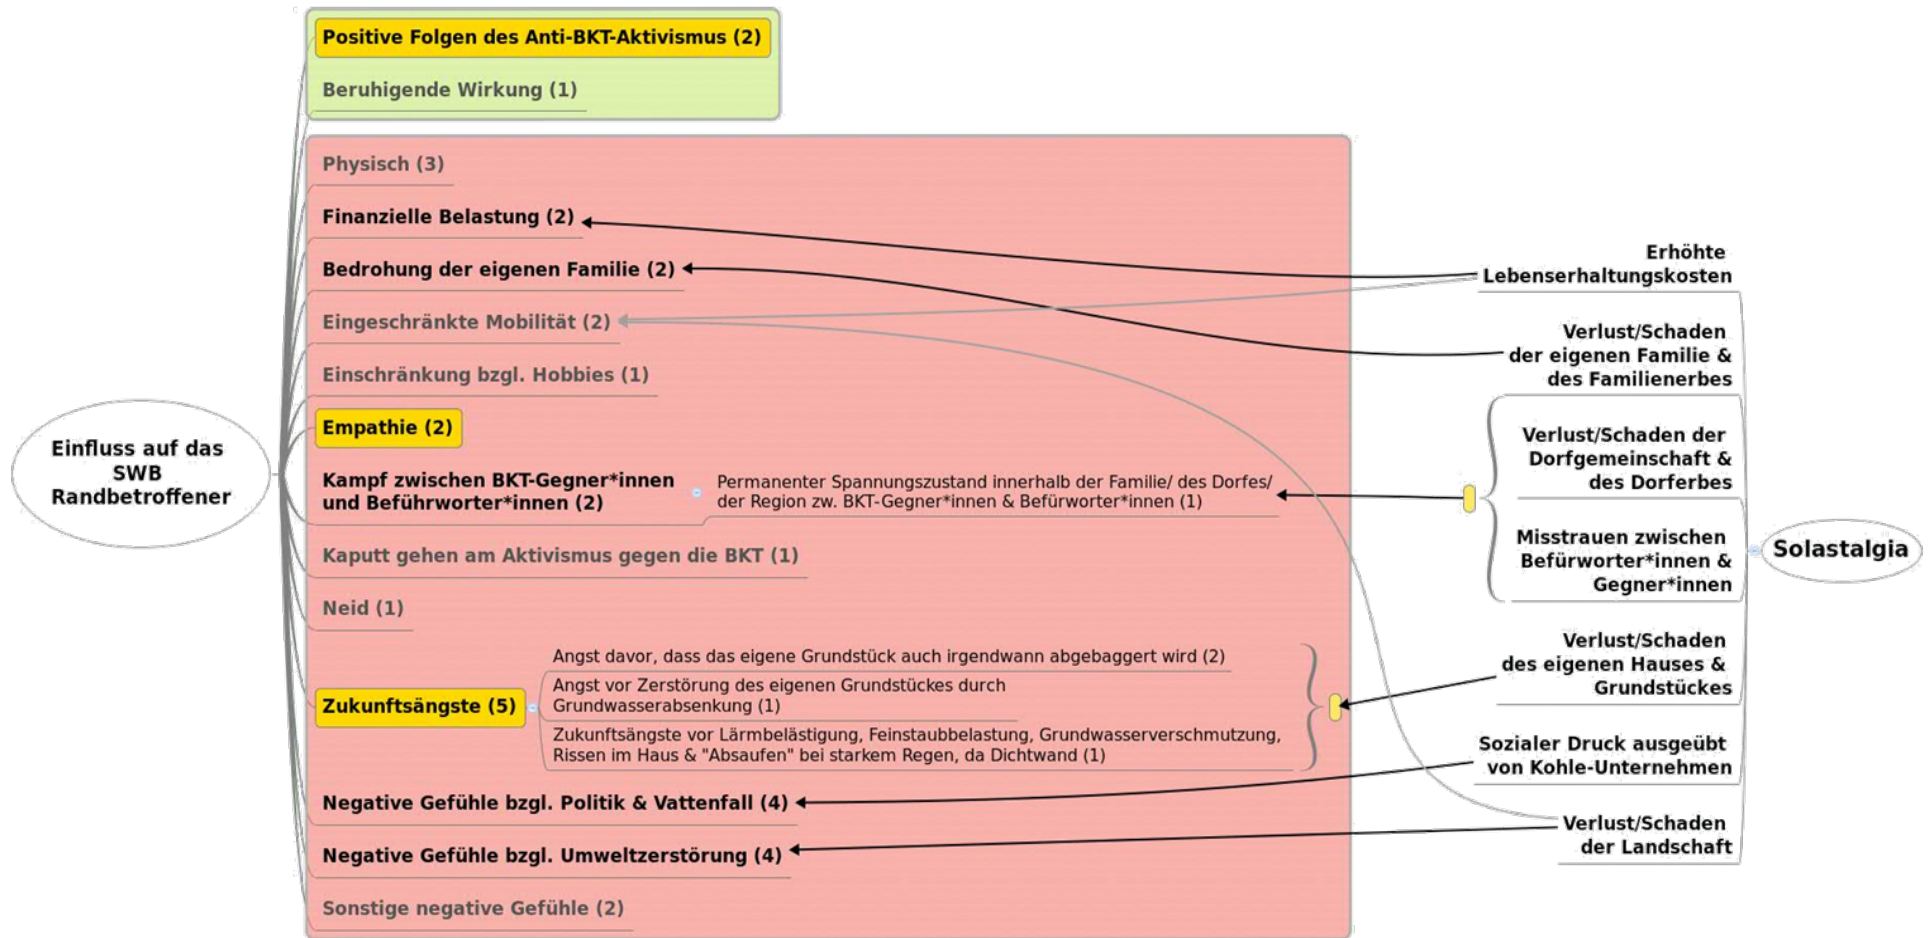 Positive Folgen des Anti-BKT-Aktivismus (2)
Beruhigende Wirkung (1)
Physisch (3)
Finanzielle Belastung (2)
Bedrohung der eigenen Familie (2)
Eingeschränkte Mobilität (2)
Einschränkung bzgl. Hobbies (1)
Empathie (2)
Kampf zwischen BKT-Gegner*innen
und Beführworter*innen (2)
Permanenter Spannungszustand innerhalb der Familie/ des Dorfes/
der Region zw. BKT-Gegner*innen & Befürworter*innen (1)
Kaputt gehen am Aktivismus gegen die BKT (1)
Neid (1)
Zukunftsängste (5)
Angst davor, dass das eigene Grundstück auch irgendwann abgebaggert wird (2)
Angst vor Zerstörung des eigenen Grundstückes durch
Grundwasserabsenkung (1)
Zukunftsängste vor Lärmbelästigung, Feinstaubbelastung, Grundwasserverschmutzung,
Rissen im Haus & "Absaufen" bei starkem Regen, da Dichtwand (1)
Negative Gefühle bzgl. Politik & Vattenfall (4)
Negative Gefühle bzgl. Umweltzerstörung (4)
Sonstige negative Gefühle (2)
Einfluss auf das
SWB
Randbetroffener
Erhöhte
Lebenserhaltungskosten
Verlust/Schaden
der eigenen Familie &
des Familienerbes
Verlust/Schaden der
Dorfgemeinschaft &
des Dorferbes
Misstrauen zwischen
Befürworter*innen &
Gegner*innen
Verlust/Schaden
des eigenen Hauses &
Grundstückes
Sozialer Druck ausgeübt
von Kohle-Unternehmen
Verlust/Schaden
der Landschaft
Solastalgia